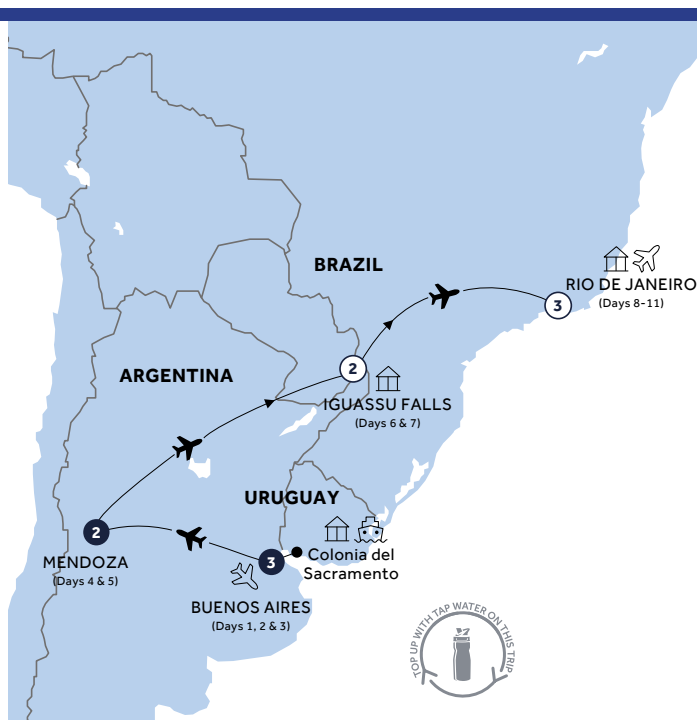 BRAZIL
RIO DE JANEIRO
(Days 8-11)
3
ARGENTINA
2
IGUASSU FALLS
(Days 6 & 7)
URUGUAY
2
MENDOZA
(Days 4 & 5)
3
Colonia del
Sacramento
BUENOS AIRES
(Days 1, 2 & 3)
TOP UP WITH TAP WATER ON THIS TRIP